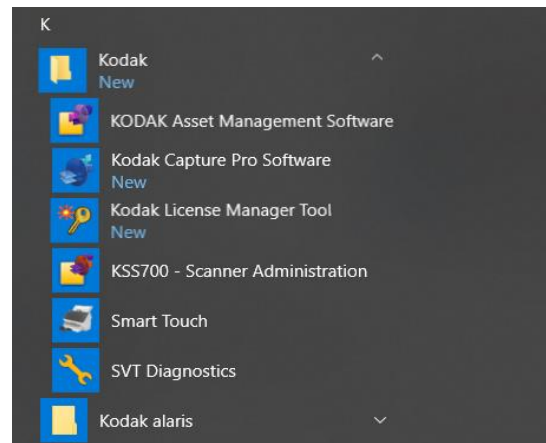 K
Kodak
New
KODAK Asset Management Software
Kodak Capture Pro Software
New
Kodak License Manager Tool
New
KSS700 - Scanner Administration
Smart Touch
SVT Diagnostics
Kodak alaris